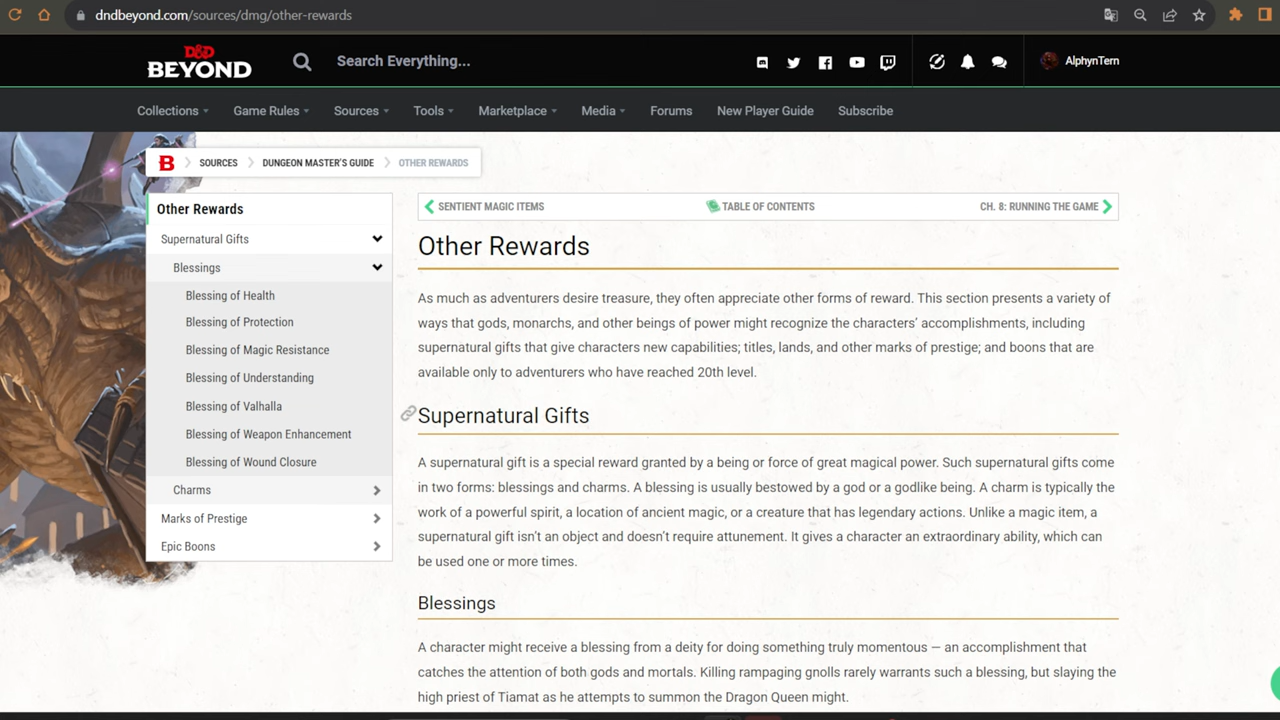 dndbeyond.com/sources/dmg/other-rewards
D&D
BEYOND
Search Everything...
AlphynTern
Collections
Game Rules
Sources
Tools
Marketplace
Media
Forums
New Player Guide
Subscribe
B
SOURCES
DUNGEON MASTER'S GUIDE
OTHER REWARDS
Other Rewards
Supernatural Gifts
Blessings
Blessing of Health
Blessing of Protection
Blessing of Magic Resistance
Blessing of Understanding
Blessing of Valhalla
Blessing of Weapon Enhancement
Blessing of Wound Closure
Charms
Marks of Prestige
Epic Boons
SENTIENT MAGIC ITEMS
TABLE OF CONTENTS
CH. 8: RUNNING THE GAME
Other Rewards
As much as adventurers desire treasure, they often appreciate other forms of reward. This section presents a variety of
ways that gods, monarchs, and other beings of power might recognize the characters' accomplishments, including
supernatural gifts that give characters new capabilities; titles, lands, and other marks of prestige; and boons that are
available only to adventurers who have reached 20th level.
Supernatural Gifts
A supernatural gift is a special reward granted by a being or force of great magical power. Such supernatural gifts come
in two forms: blessings and charms. A blessing is usually bestowed by a god or a godlike being. A charm is typically the
work of a powerful spirit, a location of ancient magic, or a creature that has legendary actions. Unlike a magic item, a
supernatural gift isn't an object and doesn't require attunement. It gives a character an extraordinary ability, which can
be used one or more times.
Blessings
A character might receive a blessing from a deity for doing something truly momentous — an accomplishment that
catches the attention of both gods and mortals. Killing rampaging gnolls rarely warrants such a blessing, but slaying the
high priest of Tiamat as he attempts to summon the Dragon Queen might.